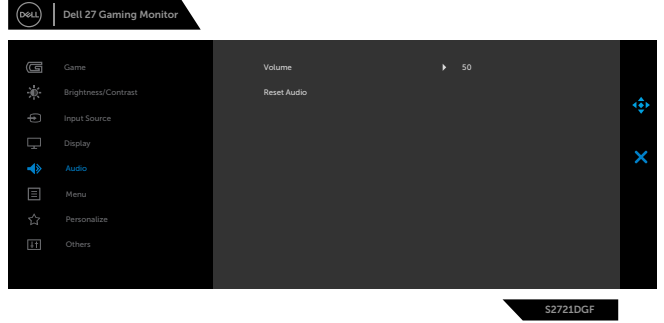 DELL
Dell 27 Gaming Monitor
Game
Brightness/Contrast
Input Source
Display
Audio
Menu
Personalize
Others
Volume 50
Reset Audio
S2721DGF